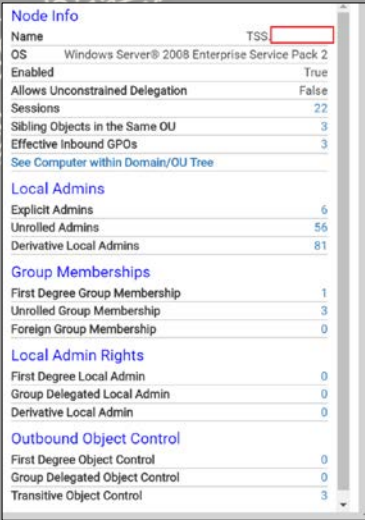 Node Info
Name TSS.
OS Windows Server® 2008 Enterprise Service Pack 2
Enabled True
Allows Unconstrained Delegation False
Sessions 22
Sibling Objects in the Same OU 3
Effective Inbound GPOs 3
See Computer within Domain/OU Tree
Local Admins
Explicit Admins 6
Unrolled Admins 56
Derivative Local Admins 81
Group Memberships
First Degree Group Membership 1
Unrolled Group Membership 3
Foreign Group Membership 0
Local Admin Rights
First Degree Local Admin 0
Group Delegated Local Admin 0
Derivative Local Admin 0
Outbound Object Control
First Degree Object Control 0
Group Delegated Object Control 0
Transitive Object Control 3